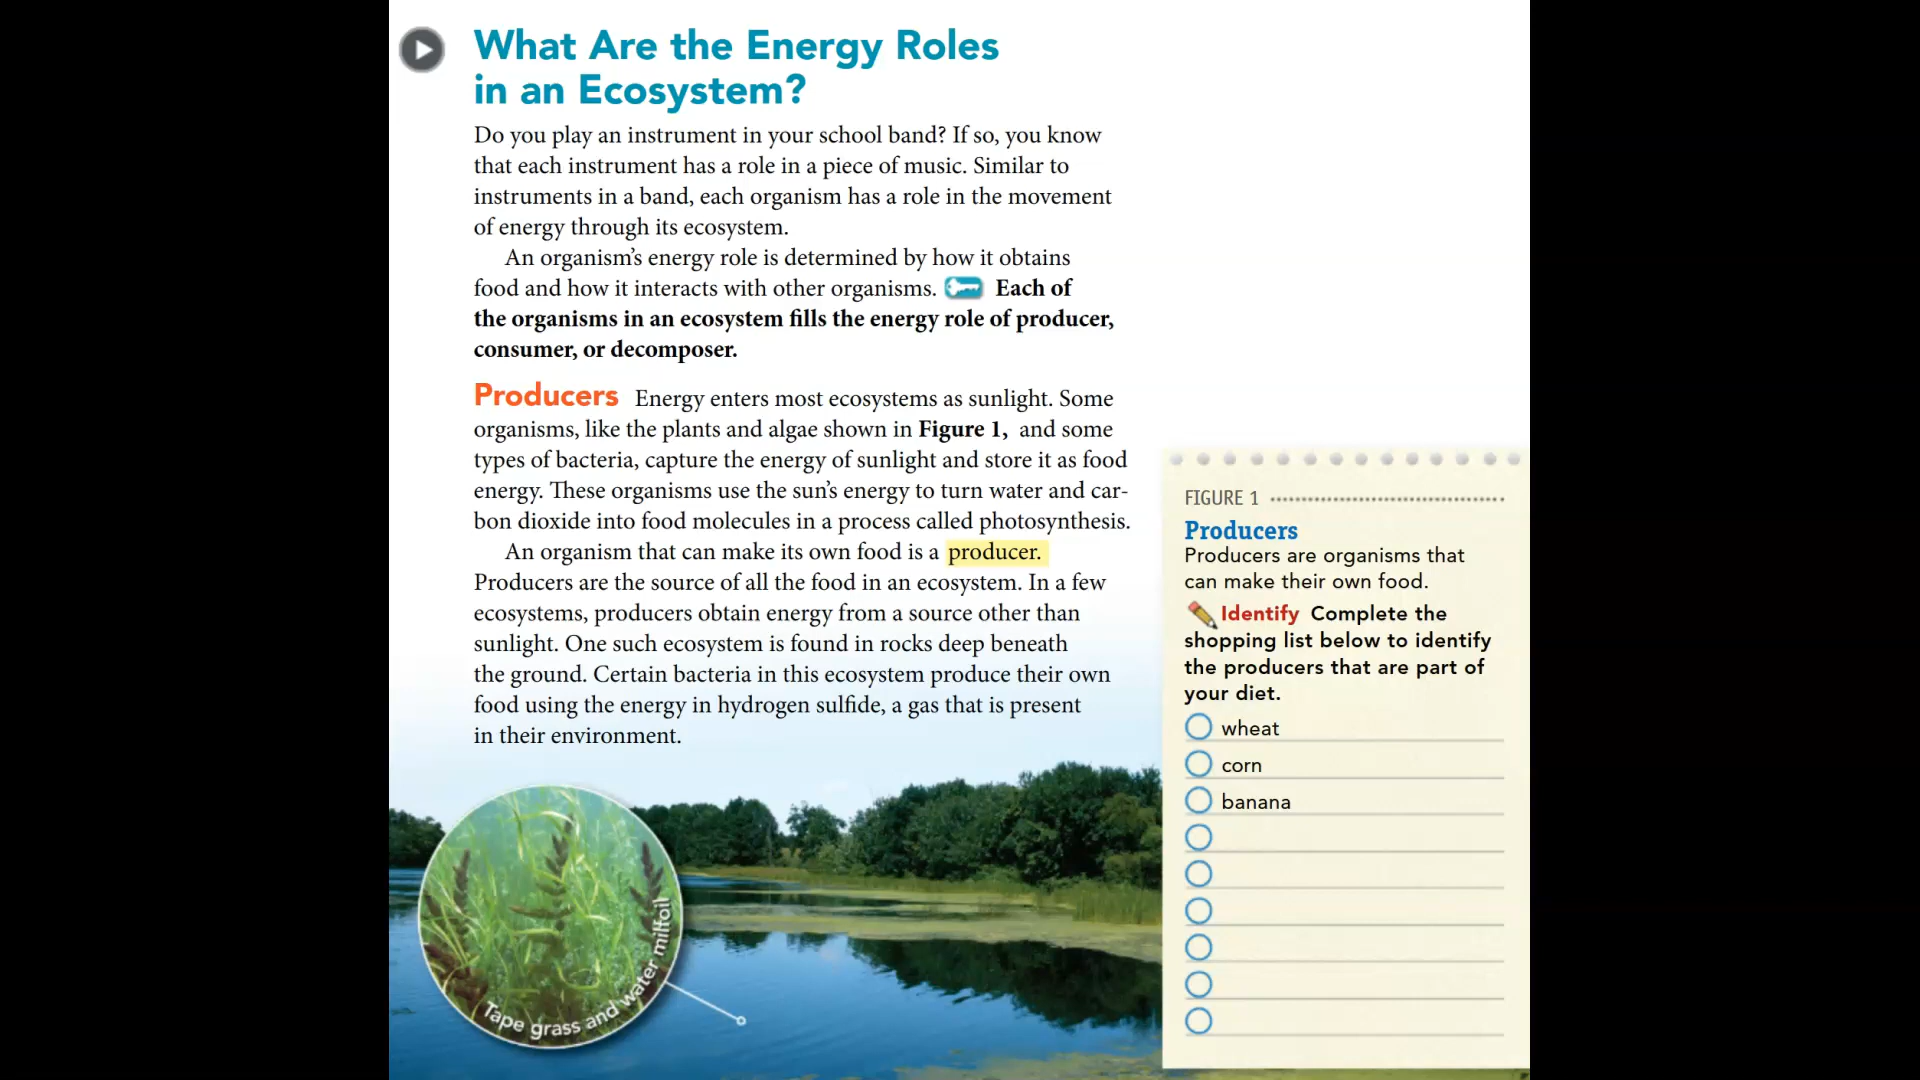 What Are the Energy Roles
in an Ecosystem?
Do you play an instrument in your school band? If so, you know
that each instrument has a role in a piece of music. Similar to
instruments in a band, each organism has a role in the movement
of energy through its ecosystem.
An organism’s energy role is determined by how it obtains
food and how it interacts with other organisms. Each of
the organisms in an ecosystem fills the energy role of producer,
consumer, or decomposer.
Producers Energy enters most ecosystems as sunlight. Some
organisms, like the plants and algae shown in Figure 1, and some
types of bacteria, capture the energy of sunlight and store it as food
energy. These organisms use the sun’s energy to turn water and car-
bon dioxide into food molecules in a process called photosynthesis.
An organism that can make its own food is a producer.
Producers are the source of all the food in an ecosystem. In a few
ecosystems, producers obtain energy from a source other than
sunlight. One such ecosystem is found in rocks deep beneath
the ground. Certain bacteria in this ecosystem produce their own
food using the energy in hydrogen sulfide, a gas that is present
in their environment.
Tape grass and water milfoil
FIGURE 1
Producers
Producers are organisms that
can make their own food.
Identify Complete the
shopping list below to identify
the producers that are part of
your diet.
wheat
corn
banana